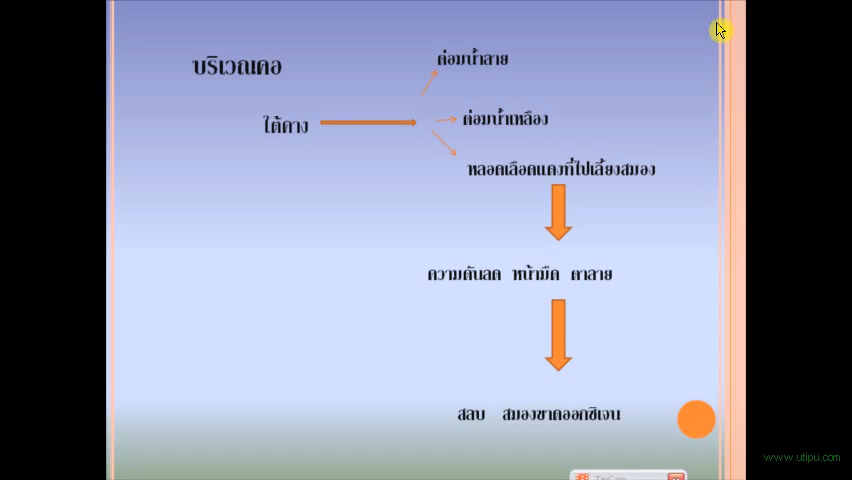 บริเวณคอ
ต่อมน้ำลาย
ใต้คาง
ต่อมน้ำเหลือง
หลอดเลือดแดงที่ไปเลี้ยงสมอง
ความดันลด หน้ามืด ตาลาย
สลบ สมองขาดออกซิเจน
www.utipu.com